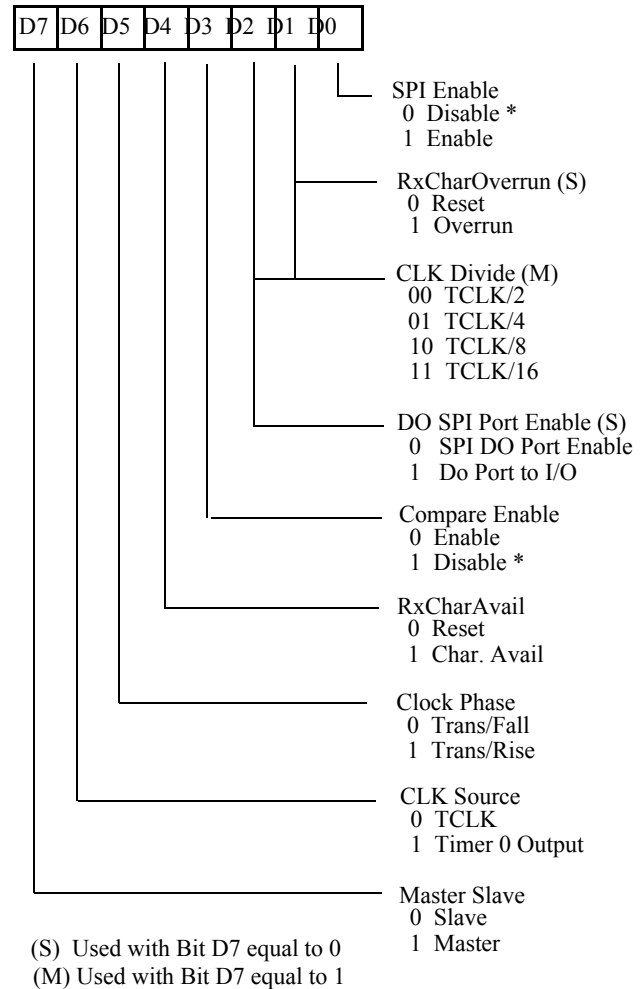 D7 D6 D5 D4 D3 D2 D1 D0
SPI Enable
0 Disable *
1 Enable
RxCharOverrun (S)
0 Reset
1 Overrun
CLK Divide (M)
00 TCLK/2
01 TCLK/4
10 TCLK/8
11 TCLK/16
DO SPI Port Enable (S)
0 SPI DO Port Enable
1 Do Port to I/O
Compare Enable
0 Enable
1 Disable *
RxCharAvail
0 Reset
1 Char. Avail
Clock Phase
0 Trans/Fall
1 Trans/Rise
CLK Source
0 TCLK
1 Timer 0 Output
Master Slave
0 Slave
1 Master
(S) Used with Bit D7 equal to 0
(M) Used with Bit D7 equal to 1